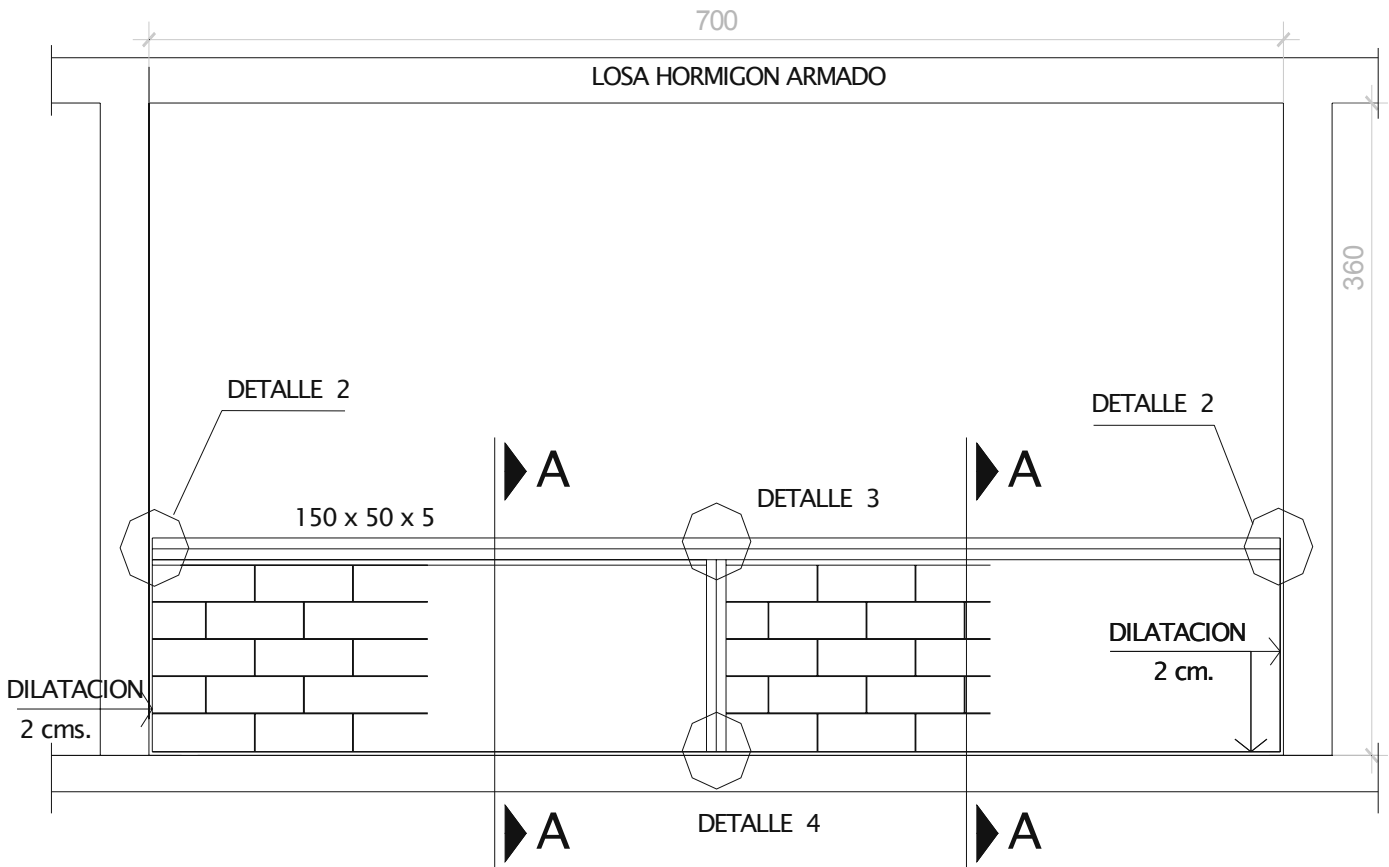 700
LOSA HORMIGON ARMADO
360
DETALLE 2
DETALLE 2
A
A
DETALLE 3
150 x 50 x 5
DILATACION
2 cm.
DILATACION
2 cms.
A
A
DETALLE 4